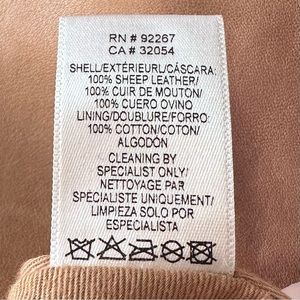 RN # 92267
CA # 32054
SHELL/EXTÉRIEUR/CÁSCARA:
100% SHEEP LEATHER/
100% CUIR DE MOUTON/
100% CUERO OVINO
LINING/DOUBLURE/FORRO:
100% COTTON/COTON/
ALGODÓN
CLEANING BY
SPECIALIST ONLY/
NETTOYAGE PAR
SPÉCIALISTE UNIQUEMENT/
LIMPIEZA SOLO POR
ESPECIALISTA